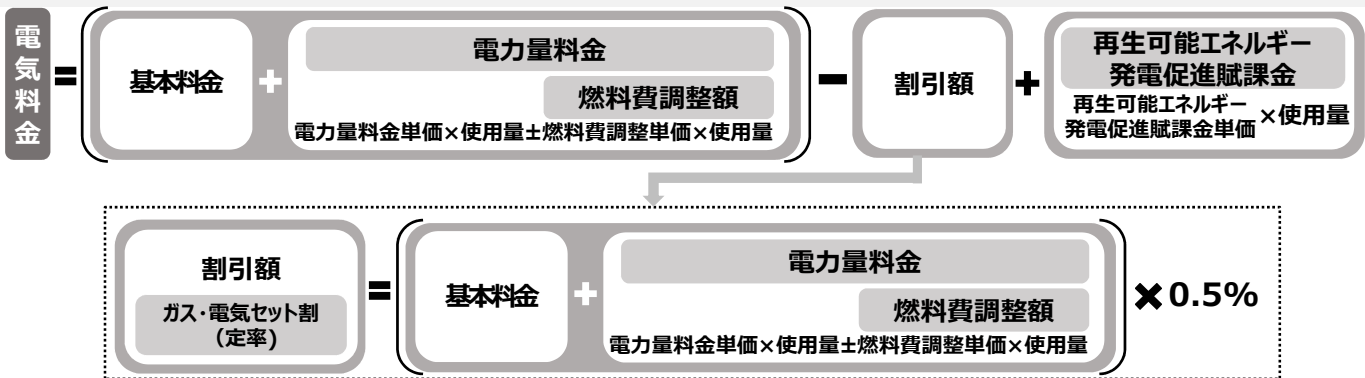 電気料金
=
基本料金
+
電力量料金
燃料費調整額
電力量料金単価×使用量±燃料費調整単価×使用量
−
割引額
+
再生可能エネルギー
発電促進賦課金
再生可能エネルギー
発電促進賦課金単価
×使用量
割引額
ガス・電気セット割
(定率)
=
基本料金
+
電力量料金
燃料費調整額
電力量料金単価×使用量±燃料費調整単価×使用量
×0.5%